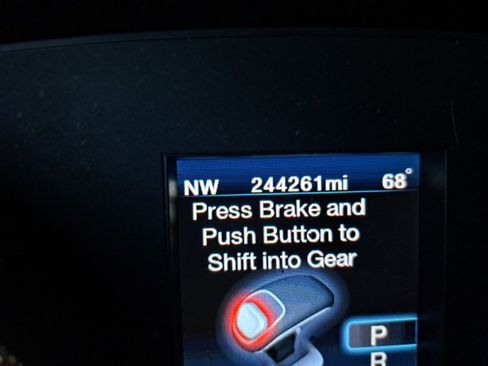 NW 244261mi 68°
Press Brake and
Push Button to
Shift into Gear
P
R